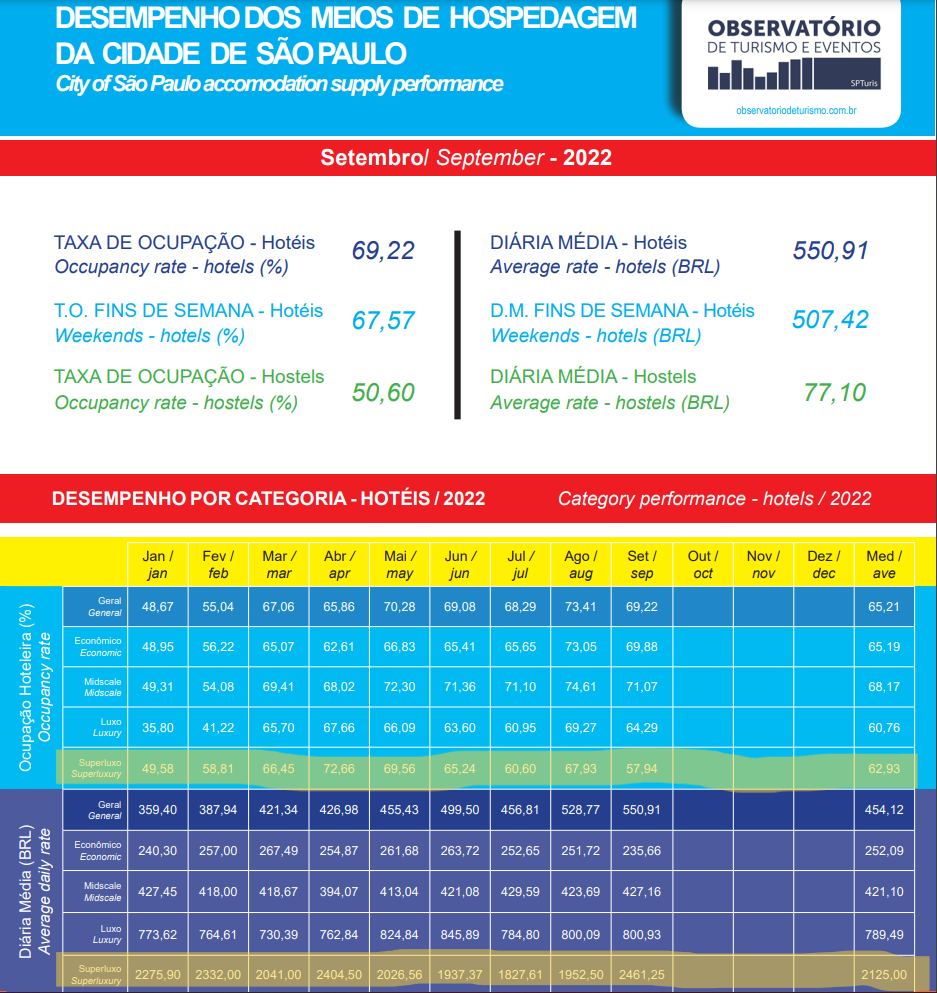 DESEMPENHO DOS MEIOS DE HOSPEDAGEM
DA CIDADE DE SÃO PAULO
City of São Paulo accomodation supply performance
OBSERVATÓRIO
DE TURISMO E EVENTOS
SPTuris
observatoriodeturismo.com.br
Setembro/ September - 2022
TAXA DE OCUPAÇÃO - Hotéis
Occupancy rate - hotels (%)
69,22
T.O. FINS DE SEMANA - Hotéis
Weekends - hotels (%)
67,57
TAXA DE OCUPAÇÃO - Hostels
Occupancy rate - hostels (%)
50,60
DIÁRIA MÉDIA - Hotéis
Average rate - hotels (BRL)
550,91
D.M. FINS DE SEMANA - Hotéis
Weekends - hotels (BRL)
507,42
DIÁRIA MÉDIA - Hostels
Average rate - hostels (BRL)
77,10
DESEMPENHO POR CATEGORIA - HOTÉIS / 2022 Category performance - hotels / 2022
Jan / Fev / Mar / Abr / Mai / Jun / Jul / Ago / Set / Out / Nov / Dez / Med /
jan feb mar apr may jun jul aug sep oct nov dec ave
Ocupação Hoteleira (%)
Occupancy rate
Geral
General
48,67 55,04 67,06 65,86 70,28 69,08 68,29 73,41 69,22 65,21
Econômico
Economic
48,95 56,22 65,07 62,61 66,83 65,41 65,65 73,05 69,88 65,19
Midscale
Midscale
49,31 54,08 69,41 68,02 72,30 71,36 71,10 74,61 71,07 68,17
Luxo
Luxury
35,80 41,22 65,70 67,66 66,09 63,60 60,95 69,27 64,29 60,76
Superluxo
Superluxury
49,58 58,81 66,45 72,66 69,56 65,24 60,60 67,93 57,94 62,93
Diária Média (BRL)
Average daily rate
Geral
General
359,40 387,94 421,34 426,98 455,43 499,50 456,81 528,77 550,91 454,12
Econômico
Economic
240,30 257,00 267,49 254,87 261,68 263,72 252,65 251,72 235,66 252,09
Midscale
Midscale
427,45 418,00 418,67 394,07 413,04 421,08 429,59 423,69 427,16 421,10
Luxo
Luxury
773,62 764,61 730,39 762,84 824,84 845,89 784,80 800,09 800,93 789,49
Superluxo
Superluxury
2275,90 2332,00 2041,00 2404,50 2026,56 1937,37 1827,61 1952,50 2461,25 2125,00